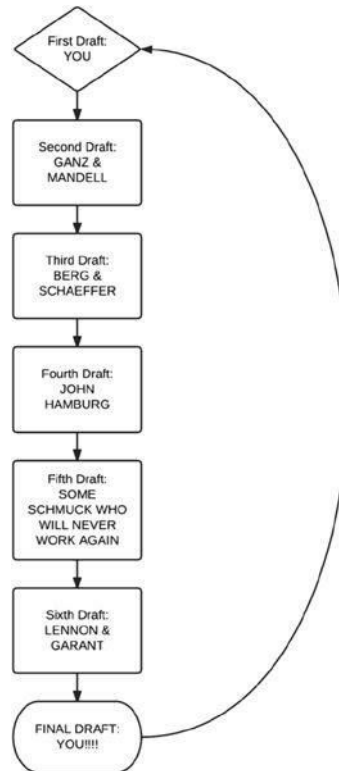 First Draft:
YOU
Second Draft:
GANZ &
MANDELL
Third Draft:
BERG &
SCHAEFFER
Fourth Draft:
JOHN
HAMBURG
Fifth Draft:
SOME
SCHMUCK WHO
WILL NEVER
WORK AGAIN
Sixth Draft:
LENNON &
GARANT
FINAL DRAFT:
YOU!!!!